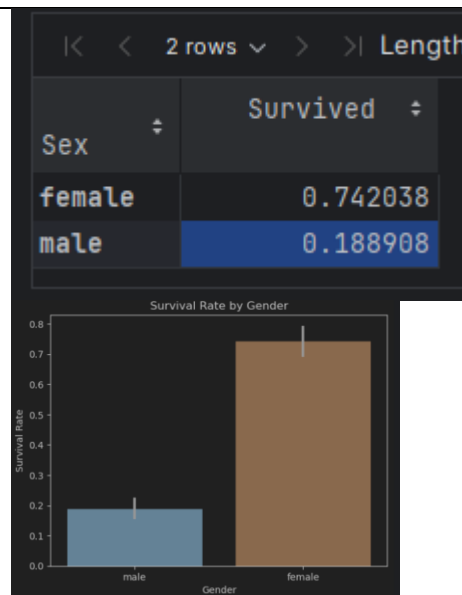 |< < 2 rows > >| Length
Survived
Sex
female 0.742038
male 0.188908
Survival Rate by Gender
0.8
0.7
0.6
0.5
0.4
0.3
0.2
0.1
0.0
Survival Rate
male female
Gender